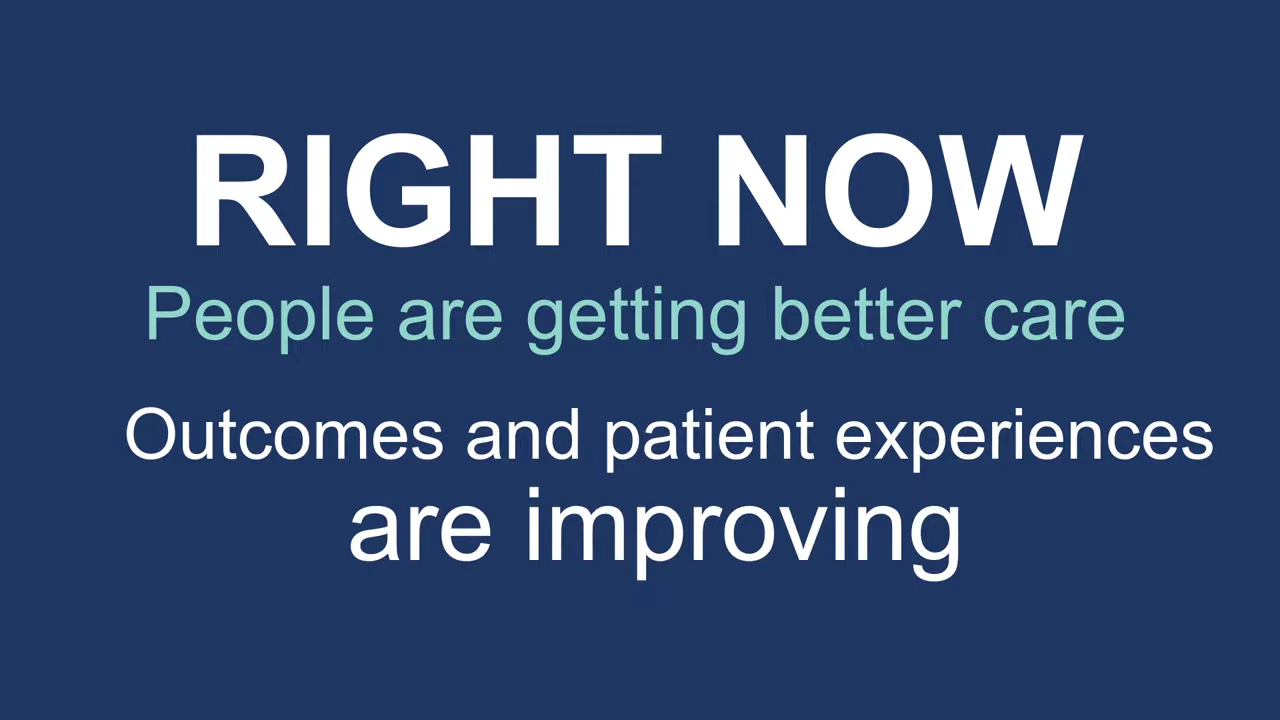 RIGHT NOW
People are getting better care
Outcomes and patient experiences
are improving